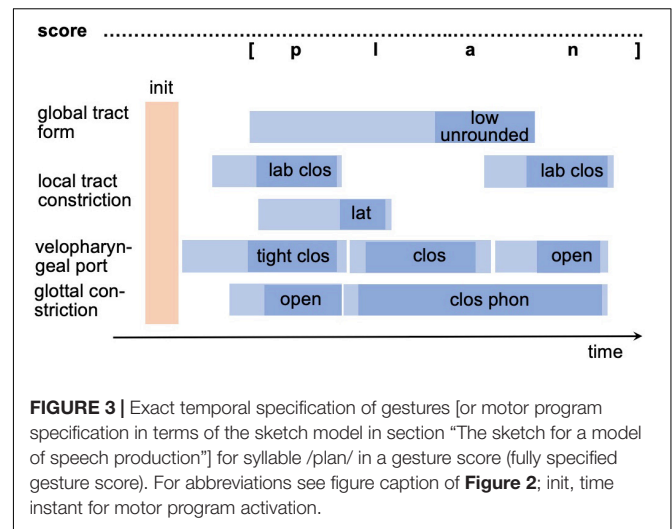 score
[ p l a n ]
init
global tract
form
low
unrounded
local tract
constriction
lab clos
lab clos
lat
velopharyn-
geal port
tight clos
clos
open
glottal con-
striction
open
clos phon
time
FIGURE 3 | Exact temporal specification of gestures [or motor program
specification in terms of the sketch model in section “The sketch for a model
of speech production”] for syllable /plan/ in a gesture score (fully specified
gesture score). For abbreviations see figure caption of Figure 2; init, time
instant for motor program activation.